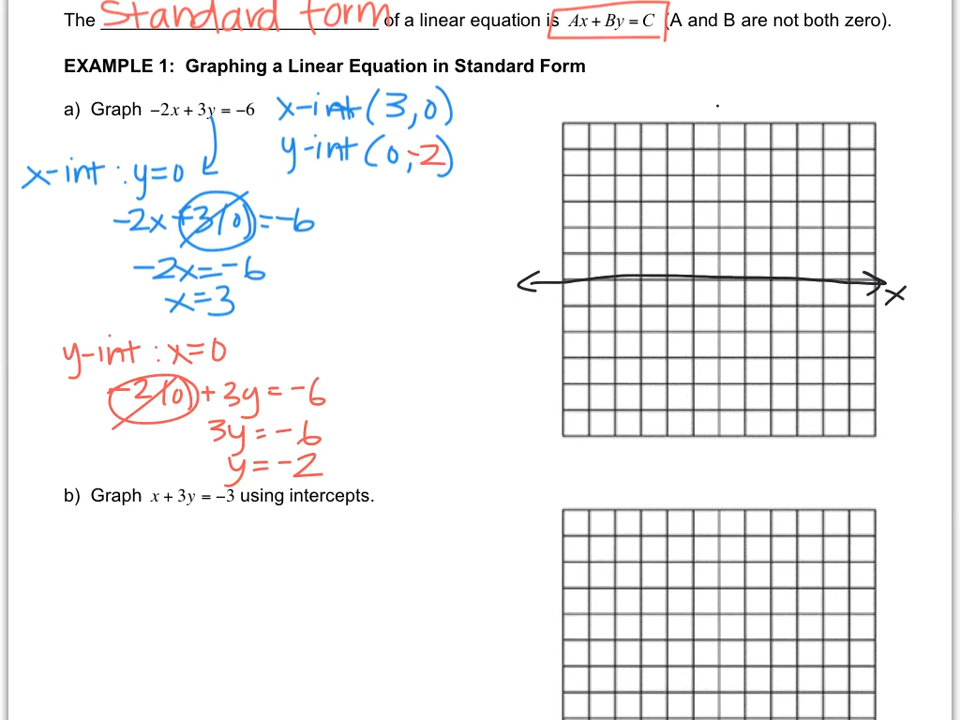 The Standard form of a linear equation is Ax + By = C (A and B are not both zero).
EXAMPLE 1: Graphing a Linear Equation in Standard Form
a) Graph −2x + 3y = −6 x-int (3,0)
y-int (0,-2)
x-int : y=0
-2x +3(0) = -6
-2x = -6
x = 3
x
y-int : x=0
-2(0) + 3y = -6
3y = -6
y = -2
b) Graph x + 3y = −3 using intercepts.